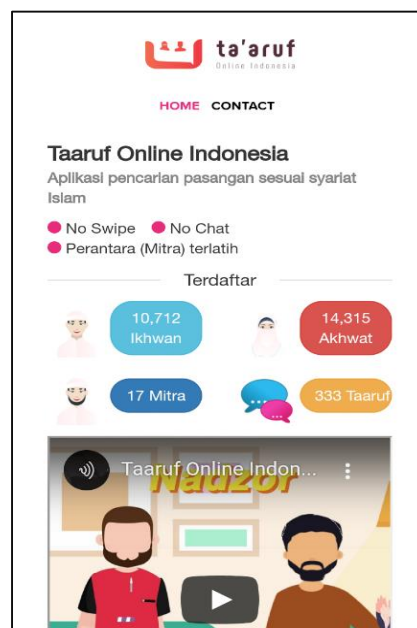 ta'aruf
Online Indonesia
HOME CONTACT
Taaruf Online Indonesia
Aplikasi pencarian pasangan sesuai syariat
Islam
No Swipe No Chat
Perantara (Mitra) terlatih
Terdaftar
10,712
Ikhwan
14,315
Akhwat
17 Mitra
333 Taaruf
Taaruf Online Indon...
Nadzor